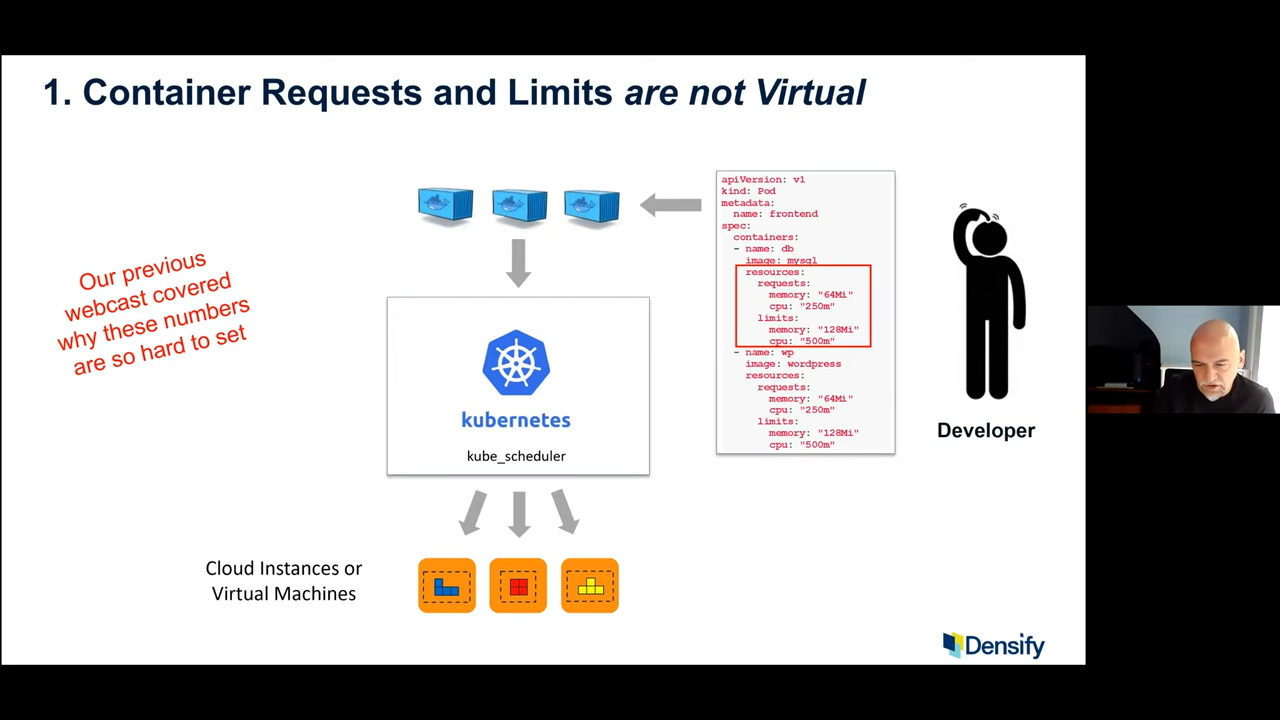 1. Container Requests and Limits are not Virtual
apiVersion: v1
kind: Pod
metadata:
name: frontend
spec:
containers:
- name: db
image: mysql
resources:
requests:
memory: "64Mi"
cpu: "250m"
limits:
memory: "128Mi"
cpu: "500m"
- name: wp
image: wordpress
resources:
requests:
memory: "64Mi"
cpu: "250m"
limits:
memory: "128Mi"
cpu: "500m"
Developer
Our previous
webcast covered
why these numbers
are so hard to set
kubernetes
kube_scheduler
Cloud Instances or
Virtual Machines
Densify